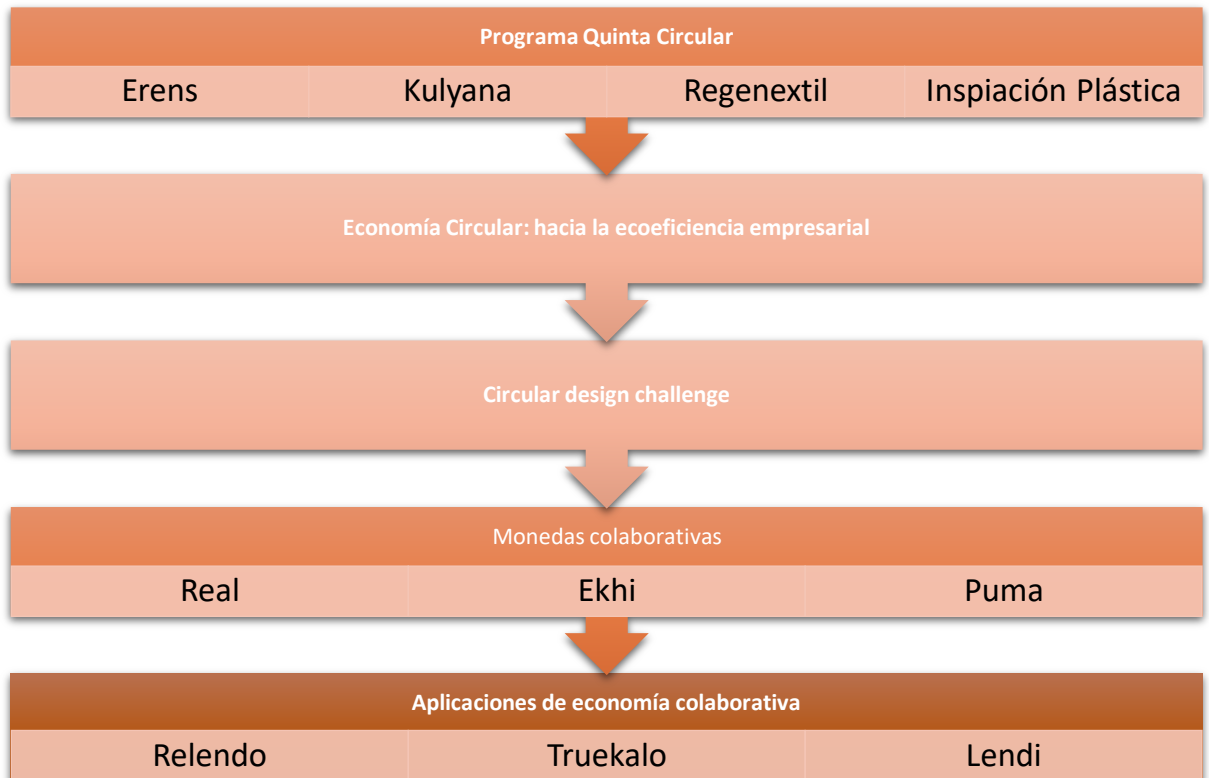 Programa Quinta Circular
Erens Kulyana Regenextil Inspiación Plástica
Economía Circular: hacia la ecoeficiencia empresarial
Circular design challenge
Monedas colaborativas
Real Ekhi Puma
Aplicaciones de economía colaborativa
Relendo Truekalo Lendi